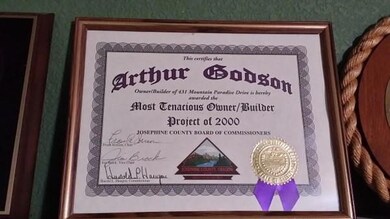 This certifies that
Arthur Godson
Owner/Builder of 431 Mountain Paradise Drive is hereby
awarded the
Most Tenacious Owner/Builder
Project of 2000
JOSEPHINE COUNTY BOARD OF COMMISSIONERS